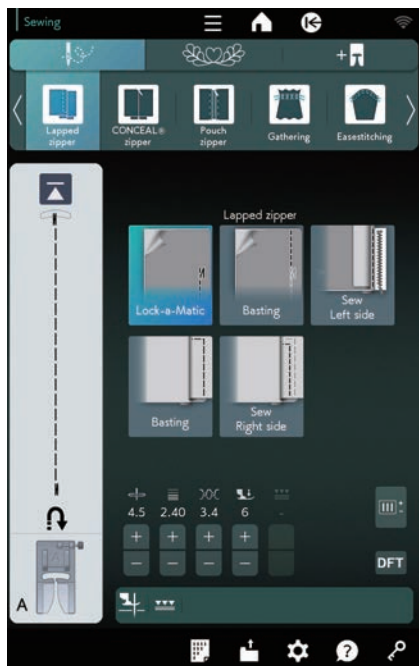 Sewing
Lapped
zipper
CONCEAL®
zipper
Pouch
zipper
Gathering
Easestitching
Lapped zipper
Lock-a-Matic
Basting
Sew
Left side
Basting
Sew
Right side
4.5 2.40 3.4 6 -
+ + +
− − −
DFT
A
?